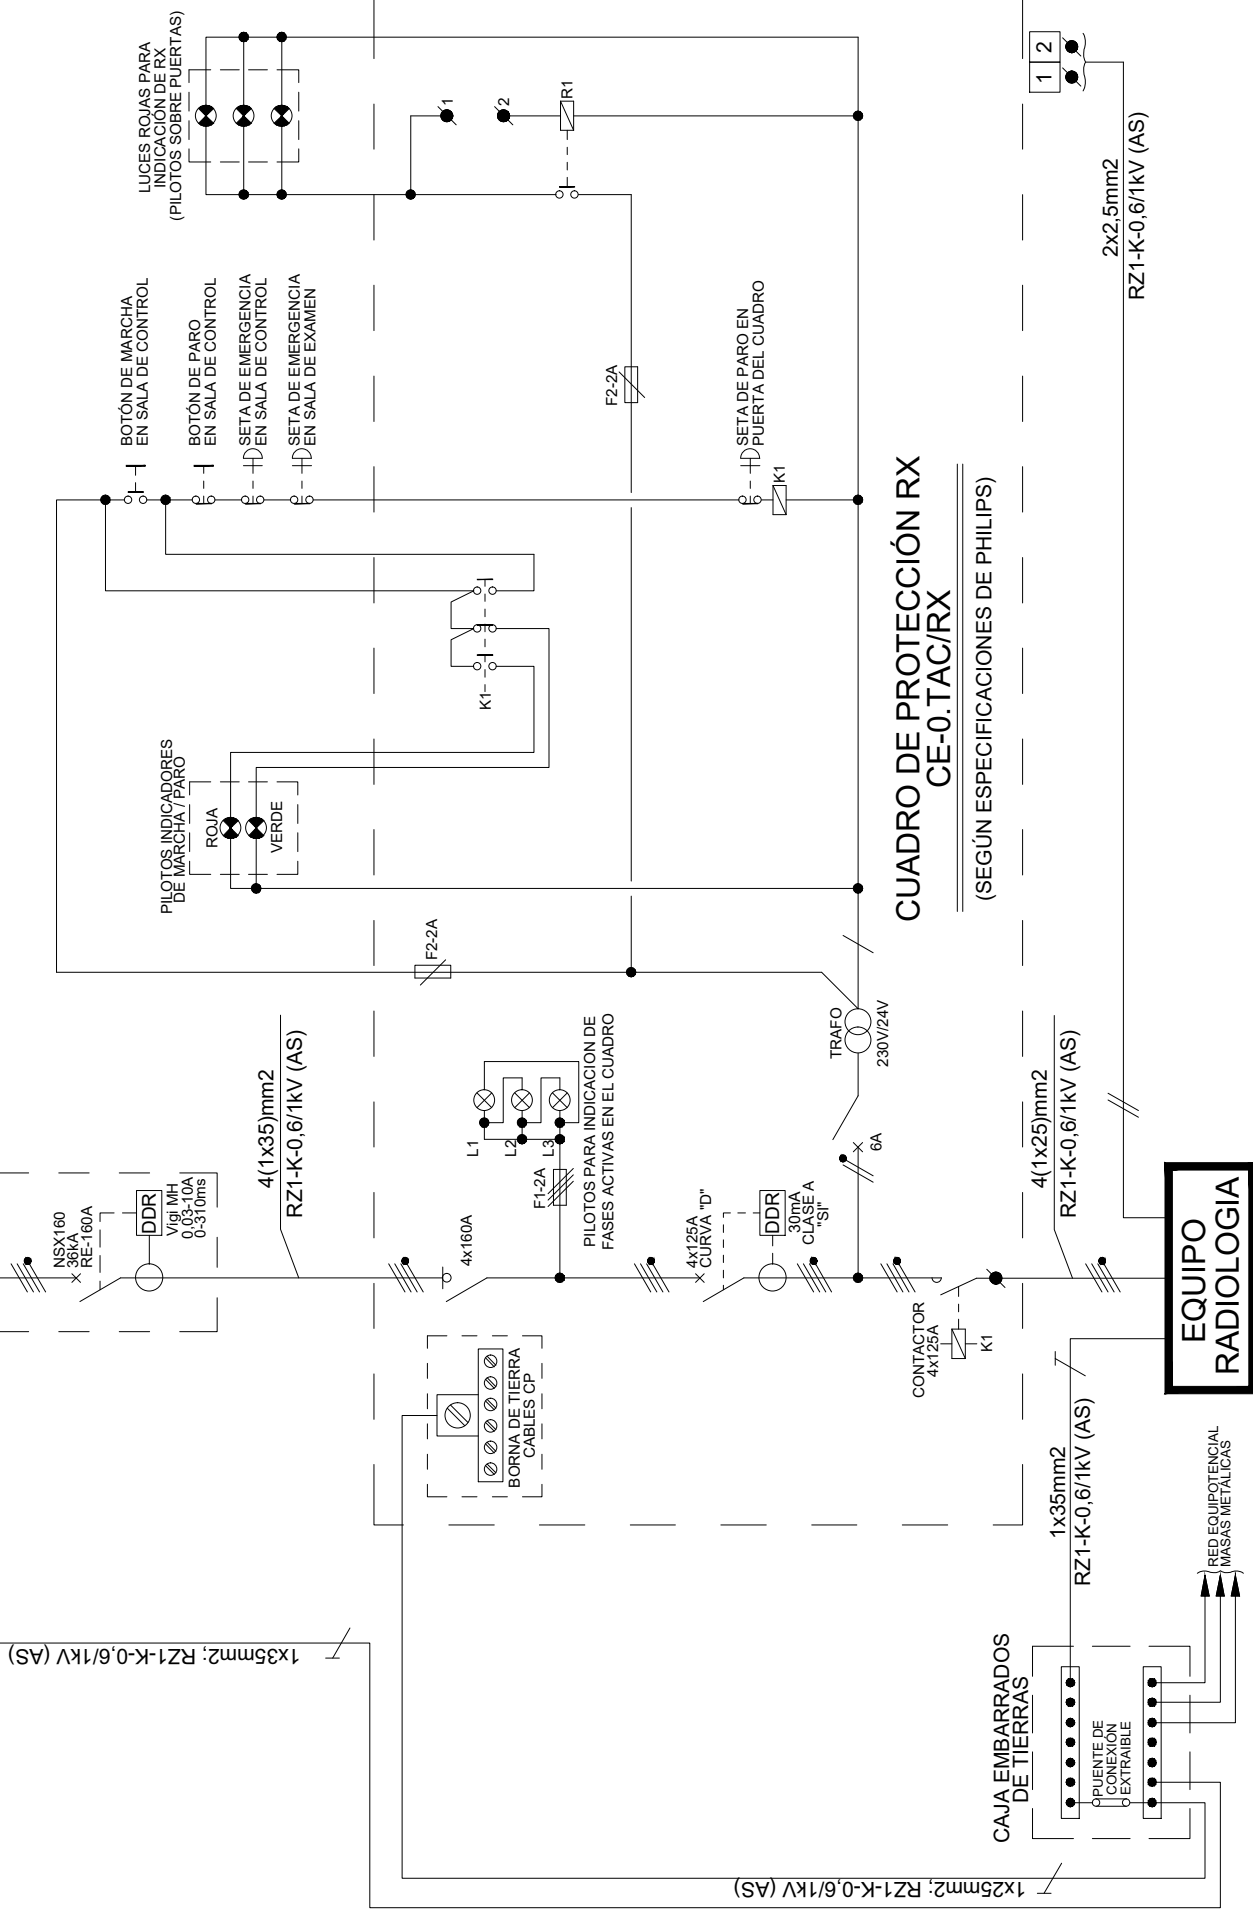 LUCES ROJAS PARA
INDICACIÓN DE RX
(PILOTOS SOBRE PUERTAS)
1
2
R1
1
2
2x2,5mm2
RZ1-K-0,6/1kV (AS)
BOTÓN DE MARCHA
EN SALA DE CONTROL
BOTÓN DE PARO
EN SALA DE CONTROL
SETA DE EMERGENCIA
EN SALA DE CONTROL
SETA DE EMERGENCIA
EN SALA DE EXAMEN
F2-2A
SETA DE PARO EN
PUERTA DEL CUADRO
K1
K1
PILOTOS INDICADORES
DE MARCHA / PARO
ROJA
VERDE
F2-2A
CUADRO DE PROTECCIÓN RX
CE-0.TAC/RX
(SEGÚN ESPECIFICACIONES DE PHILIPS)
TRAFO
230V/24V
6A
NSX160
36kA
RE-160A
DDR
Vigi MH
0,03-10A
0-310ms
4(1x35)mm2
RZ1-K-0,6/1kV (AS)
4x160A
L1
L2
L3
F1-2A
PILOTOS PARA INDICACION DE
FASES ACTIVAS EN EL CUADRO
4x125A
CURVA "D"
DDR
30mA
CLASE A
"SI"
CONTACTOR
4x125A
K1
4(1x25)mm2
RZ1-K-0,6/1kV (AS)
EQUIPO
RADIOLOGIA
BORNA DE TIERRA
CABLES CP
1x35mm2
RZ1-K-0,6/1kV (AS)
RED EQUIPOTENCIAL
MASAS METÁLICAS
1x35mm2; RZ1-K-0,6/1kV (AS)
CAJA EMBARRADOS
DE TIERRAS
PUENTE DE
CONEXIÓN
EXTRAIBLE
1x25mm2; RZ1-K-0,6/1kV (AS)